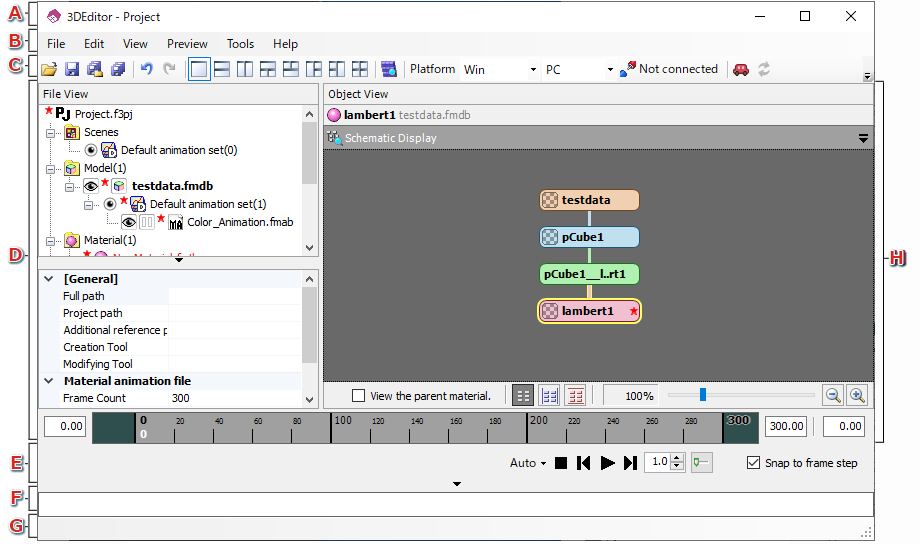 A
3DEditor - Project
B
File Edit View Preview Tools Help
C
Platform Win PC Not connected
D
File View
PJ Project.f3pj
Scenes
Default animation set(0)
Model(1)
testdata.fmdb
Default animation set(1)
MA Color_Animation.fmab
Material(1)
[General]
Full path
Project path
Additional reference p
Creation Tool
Modifying Tool
Material animation file
Frame Count 300
Object View
lambert1 testdata.fmdb
Schematic Display
testdata
pCube1
pCube1__l..rt1
lambert1
View the parent material. 100%
H
0.00 0 20 40 60 80 100 120 140 160 180 200 220 240 260 280 300 300.00 0.00
0
E
Auto 1.0 Snap to frame step
F
G